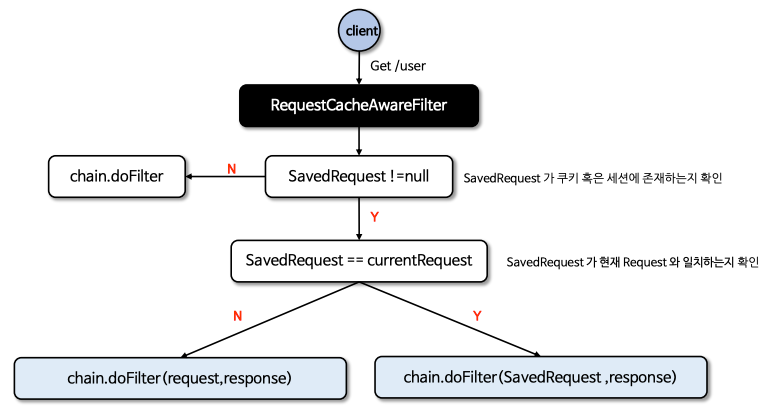 client
Get /user
RequestCacheAwareFilter
chain.doFilter
N
SavedRequest !=null
SavedRequest 가 쿠키 혹은 세션에 존재하는지 확인
Y
SavedRequest == currentRequest
SavedRequest 가 현재 Request 와 일치하는지 확인
N
Y
chain.doFilter(request,response)
chain.doFilter(SavedRequest ,response)